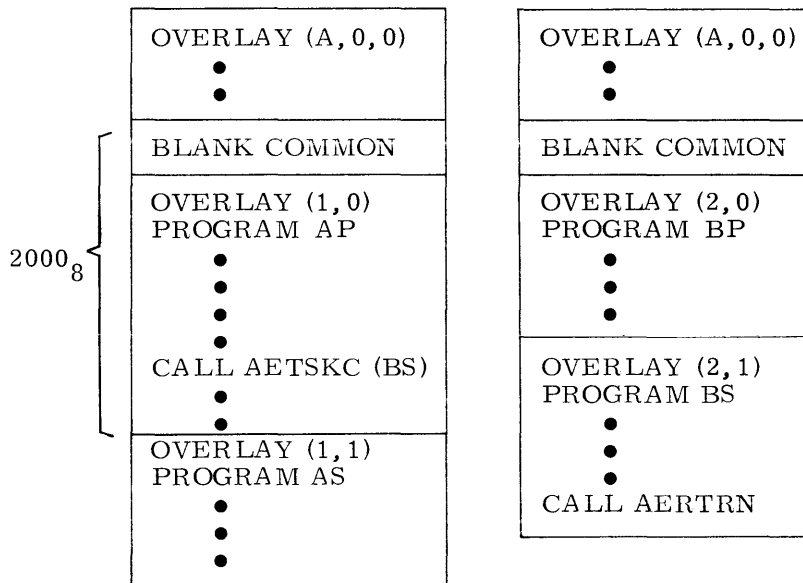 OVERLAY (A,0,0)
BLANK COMMON
OVERLAY (1,0)
PROGRAM AP
CALL AETSKC (BS)
OVERLAY (1,1)
PROGRAM AS
2000₈
OVERLAY (A,0,0)
BLANK COMMON
OVERLAY (2,0)
PROGRAM BP
OVERLAY (2,1)
PROGRAM BS
CALL AERTRN